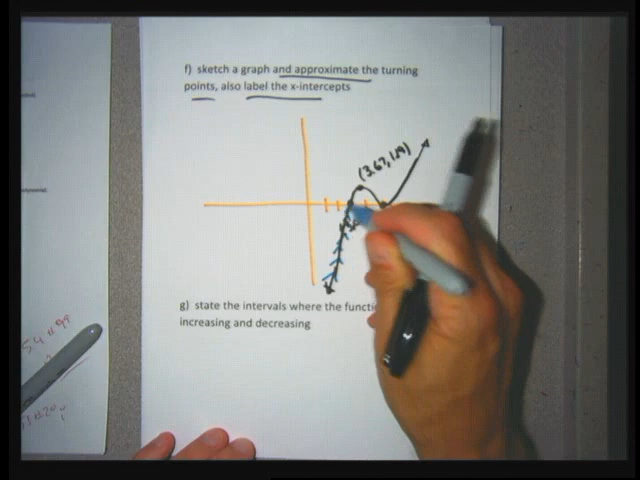 f) sketch a graph and approximate the turning
points, also label the x-intercepts
(3.67, 1.19)
g) state the intervals where the functi
increasing and decreasing